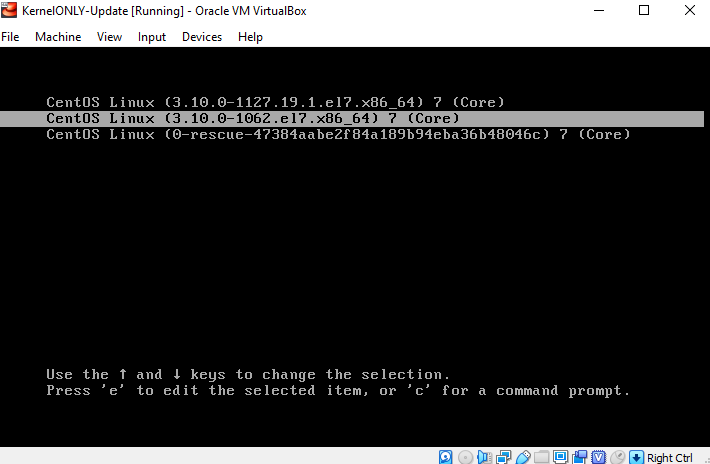 KernelONLY-Update [Running] - Oracle VM VirtualBox
File Machine View Input Devices Help
CentOS Linux (3.10.0-1127.19.1.el7.x86_64) 7 (Core)
CentOS Linux (3.10.0-1062.el7.x86_64) 7 (Core)
CentOS Linux (0-rescue-47384aabe2f84a189b94eba36b48046c) 7 (Core)
Use the ↑ and ↓ keys to change the selection.
Press 'e' to edit the selected item, or 'c' for a command prompt.
Right Ctrl